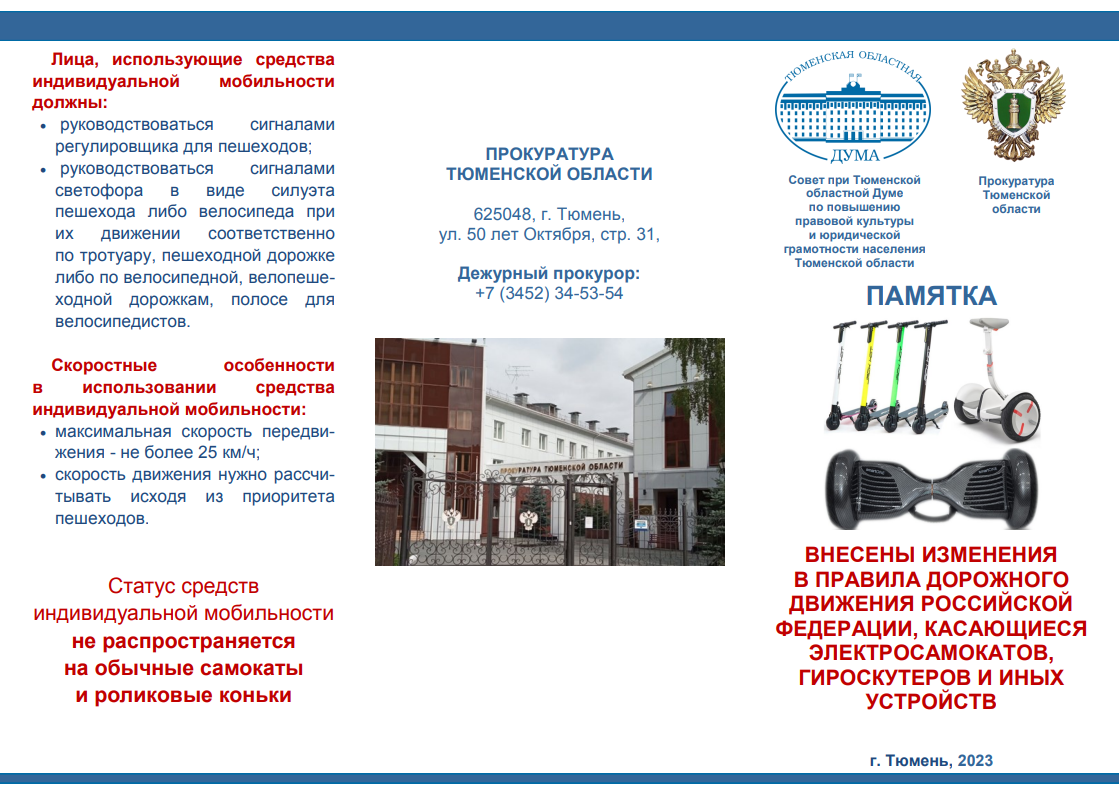 Лица, использующие средства
индивидуальной мобильности
должны:
• руководствоваться сигналами
регулировщика для пешеходов;
• руководствоваться сигналами
светофора в виде силуэта
пешехода либо велосипеда при
их движении соответственно
по тротуару, пешеходной дорожке
либо по велосипедной, велопеше-
ходной дорожкам, полосе для
велосипедистов.
Скоростные особенности
в использовании средства
индивидуальной мобильности:
• максимальная скорость передви-
жения - не более 25 км/ч;
• скорость движения нужно рассчи-
тывать исходя из приоритета
пешеходов.
Статус средств
индивидуальной мобильности
не распространяется
на обычные самокаты
и роликовые коньки
ПРОКУРАТУРА
ТЮМЕНСКОЙ ОБЛАСТИ
625048, г. Тюмень,
ул. 50 лет Октября, стр. 31,
Дежурный прокурор:
+7 (3452) 34-53-54
ПРОКУРАТУРА ТЮМЕНСКОЙ ОБЛАСТИ
ТЮМЕНСКАЯ ОБЛАСТНАЯ
ДУМА
Совет при Тюменской
областной Думе
по повышению
правовой культуры
и юридической
грамотности населения
Тюменской области
Прокуратура
Тюменской
области
ПАМЯТКА
ВНЕСЕНЫ ИЗМЕНЕНИЯ
В ПРАВИЛА ДОРОЖНОГО
ДВИЖЕНИЯ РОССИЙСКОЙ
ФЕДЕРАЦИИ, КАСАЮЩИЕСЯ
ЭЛЕКТРОСАМОКАТОВ,
ГИРОСКУТЕРОВ И ИНЫХ
УСТРОЙСТВ
г. Тюмень, 2023